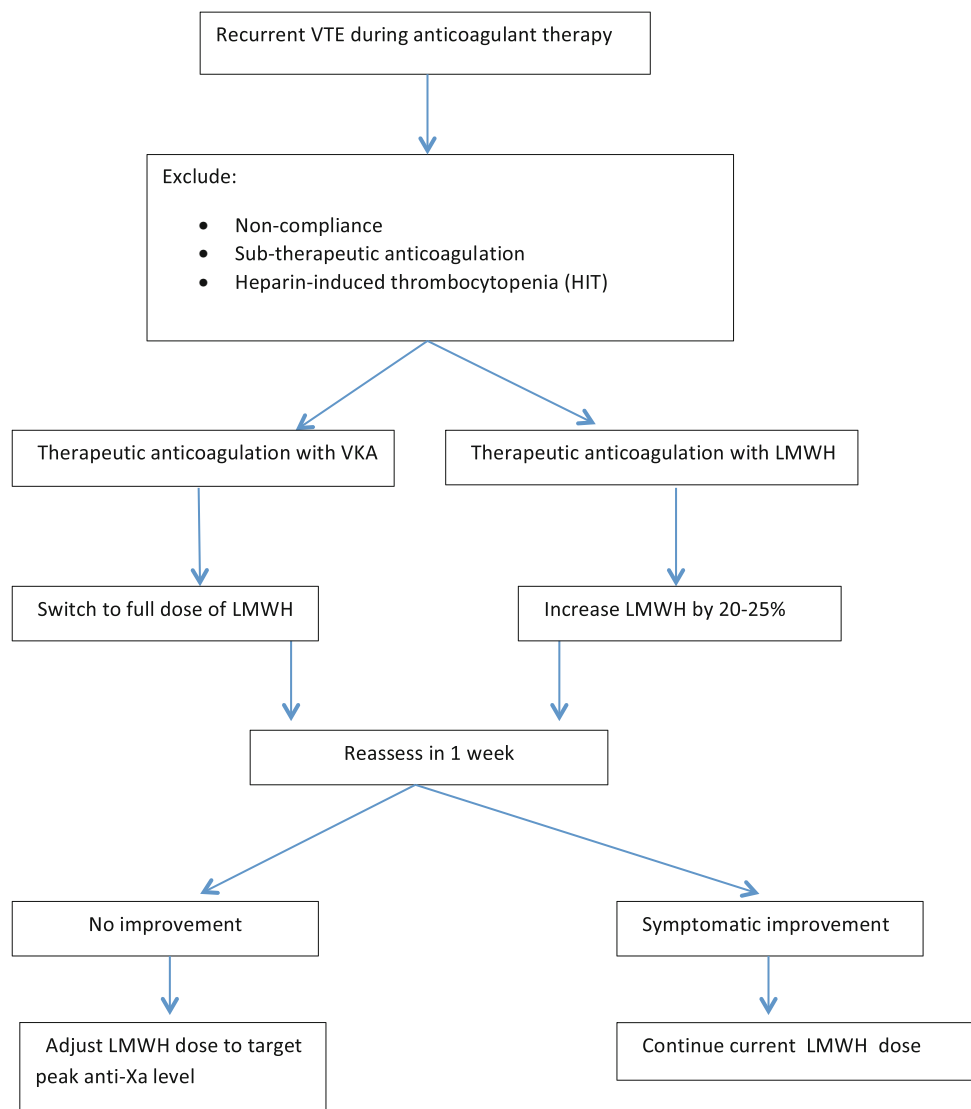 Recurrent VTE during anticoagulant therapy
Exclude:
• Non-compliance
• Sub-therapeutic anticoagulation
• Heparin-induced thrombocytopenia (HIT)
Therapeutic anticoagulation with VKA
Therapeutic anticoagulation with LMWH
Switch to full dose of LMWH
Increase LMWH by 20-25%
Reassess in 1 week
No improvement
Symptomatic improvement
Adjust LMWH dose to target
peak anti-Xa level
Continue current LMWH dose